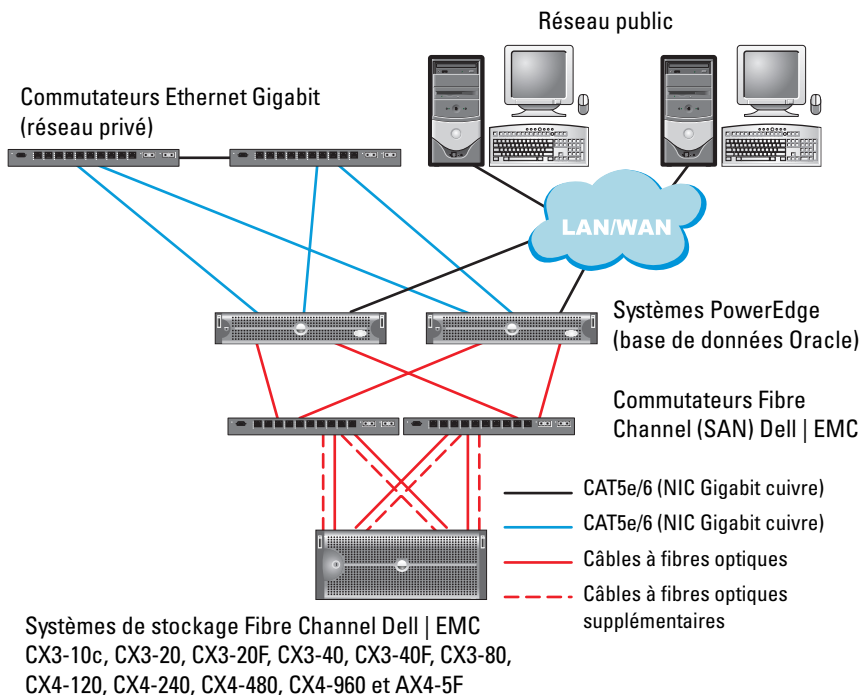 Réseau public
Commutateurs Ethernet Gigabit
(réseau privé)
LAN/WAN
Systèmes PowerEdge
(base de données Oracle)
Commutateurs Fibre
Channel (SAN) Dell | EMC
CAT5e/6 (NIC Gigabit cuivre)
CAT5e/6 (NIC Gigabit cuivre)
Câbles à fibres optiques
Câbles à fibres optiques
supplémentaires
Systèmes de stockage Fibre Channel Dell | EMC
CX3-10c, CX3-20, CX3-20F, CX3-40, CX3-40F, CX3-80,
CX4-120, CX4-240, CX4-480, CX4-960 et AX4-5F